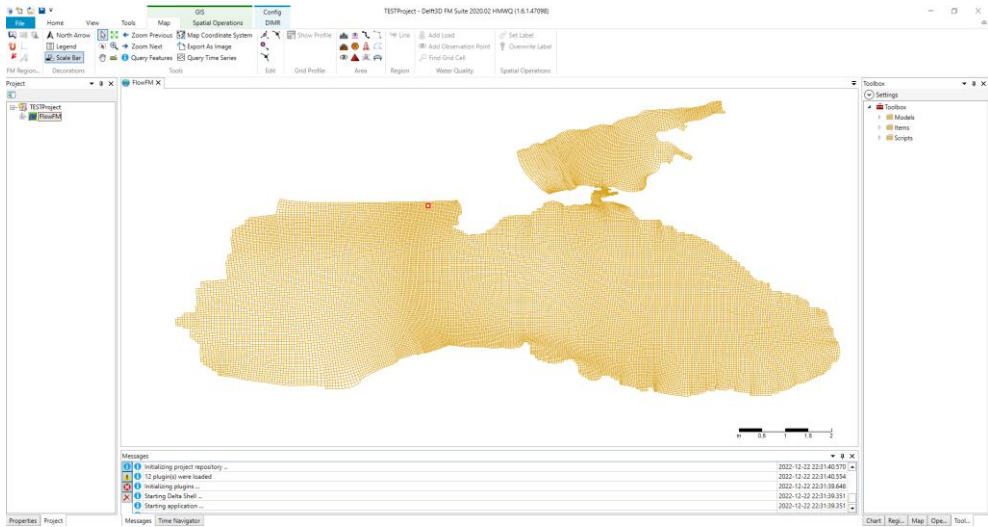 GIS Config TESTProject - Delft3D FM Suite 2020.02 HMWQ (1.6.1.47098)
File Home View Tools Map Spatial Operations DIMR
North Arrow Zoom Previous Map Coordinate System Show Profile Link Add Load Set Label
Legend Zoom Next Export As Image Add Observation Point Overwrite Label
Scale Bar Query Features Query Time Series Find Grid Cell
FM Region... Decorations Tools Edit Grid Profile Area Region Water Quality Spatial Operations
Project
TESTProject
FlowFM
FlowFM X
Toolbox
Settings
Toolbox
Models
Items
Scripts
m 0.6 1 1.6 2
Messages
Initializing project repository ... 2022-12-22 22:31:40.570
12 plugin(s) were loaded 2022-12-22 22:31:40.554
Initializing plugins ... 2022-12-22 22:31:39.648
Starting Delta Shell ... 2022-12-22 22:31:39.351
Starting application ... 2022-12-22 22:31:39.351
Properties Project Messages Time Navigator Chart Regi... Map Ope... Tool...